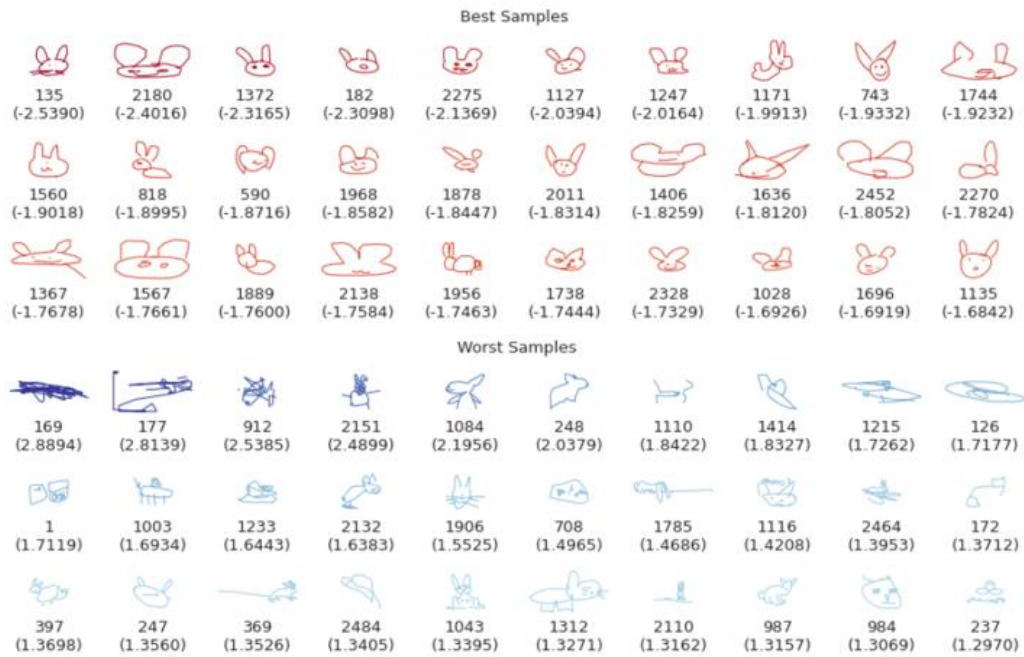 Best Samples
135 2180 1372 182 2275 1127 1247 1171 743 1744
(-2.5390) (-2.4016) (-2.3165) (-2.3098) (-2.1369) (-2.0394) (-2.0164) (-1.9913) (-1.9332) (-1.9232)
1560 818 590 1968 1878 2011 1406 1636 2452 2270
(-1.9018) (-1.8995) (-1.8716) (-1.8582) (-1.8447) (-1.8314) (-1.8259) (-1.8120) (-1.8052) (-1.7824)
1367 1567 1889 2138 1956 1738 2328 1028 1696 1135
(-1.7678) (-1.7661) (-1.7600) (-1.7584) (-1.7463) (-1.7444) (-1.7329) (-1.6926) (-1.6919) (-1.6842)
Worst Samples
169 177 912 2151 1084 248 1110 1414 1215 126
(2.8894) (2.8139) (2.5385) (2.4899) (2.1956) (2.0379) (1.8422) (1.8327) (1.7262) (1.7177)
1 1003 1233 2132 1906 708 1785 1116 2464 172
(1.7119) (1.6934) (1.6443) (1.6383) (1.5525) (1.4965) (1.4686) (1.4208) (1.3953) (1.3712)
397 247 369 2484 1043 1312 2110 987 984 237
(1.3698) (1.3560) (1.3526) (1.3405) (1.3395) (1.3271) (1.3162) (1.3157) (1.3069) (1.2970)